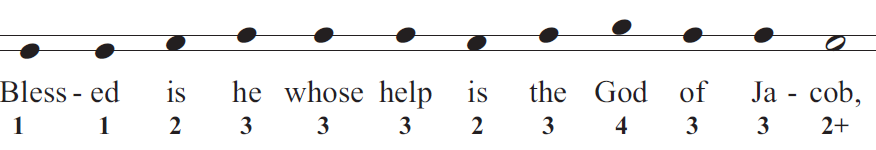 Bless - ed is he whose help is the God of Ja - cob,
1 1 2 3 3 3 2 3 4 3 3 2+